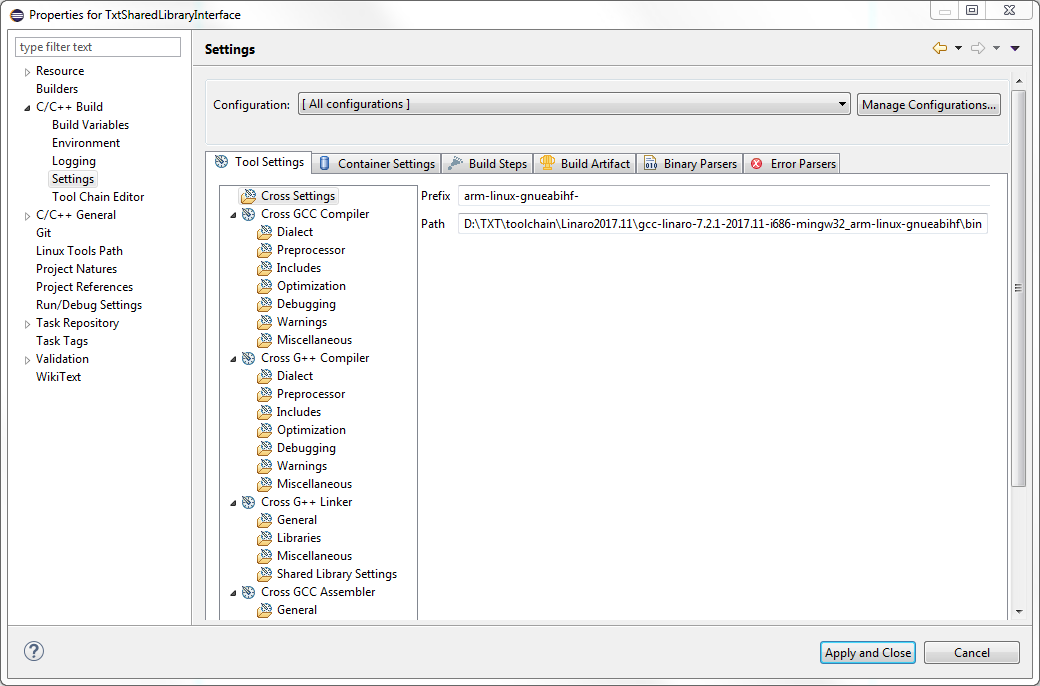 Properties for TxtSharedLibraryInterface
type filter text
Resource
Builders
C/C++ Build
Build Variables
Environment
Logging
Settings
Tool Chain Editor
C/C++ General
Git
Linux Tools Path
Project Natures
Project References
Run/Debug Settings
Task Repository
Task Tags
Validation
WikiText
Settings
Configuration: [ All configurations ] Manage Configurations...
Tool Settings Container Settings Build Steps Build Artifact Binary Parsers Error Parsers
Cross Settings
Cross GCC Compiler
Dialect
Preprocessor
Includes
Optimization
Debugging
Warnings
Miscellaneous
Cross G++ Compiler
Dialect
Preprocessor
Includes
Optimization
Debugging
Warnings
Miscellaneous
Cross G++ Linker
General
Libraries
Miscellaneous
Shared Library Settings
Cross GCC Assembler
General
Prefix arm-linux-gnueabihf-
Path D:\TXT\toolchain\Linaro2017.11\gcc-linaro-7.2.1-2017.11-i686-mingw32_arm-linux-gnueabihf\bin
?
Apply and Close Cancel